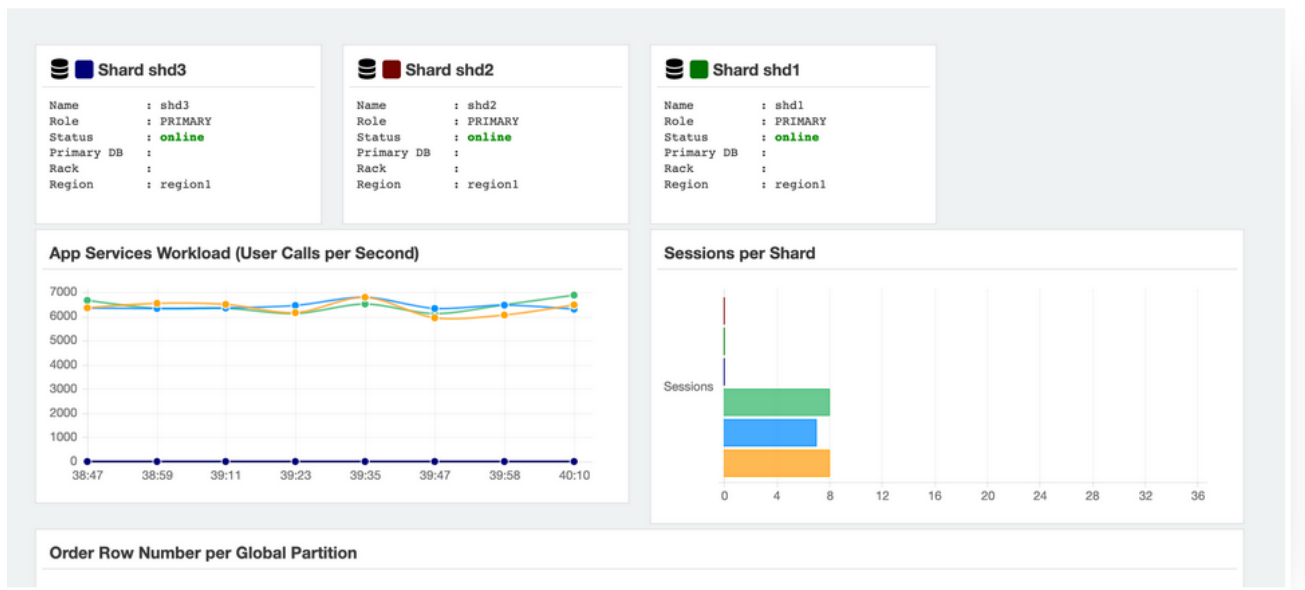 Shard shd3
Name : shd3
Role : PRIMARY
Status : online
Primary DB :
Rack :
Region : region1
Shard shd2
Name : shd2
Role : PRIMARY
Status : online
Primary DB :
Rack :
Region : region1
Shard shd1
Name : shd1
Role : PRIMARY
Status : online
Primary DB :
Rack :
Region : region1
App Services Workload (User Calls per Second)
7000
6000
5000
4000
3000
2000
1000
0
38:47 38:59 39:11 39:23 39:35 39:47 39:58 40:10
Sessions per Shard
Sessions
0 4 8 12 16 20 24 28 32 36
Order Row Number per Global Partition